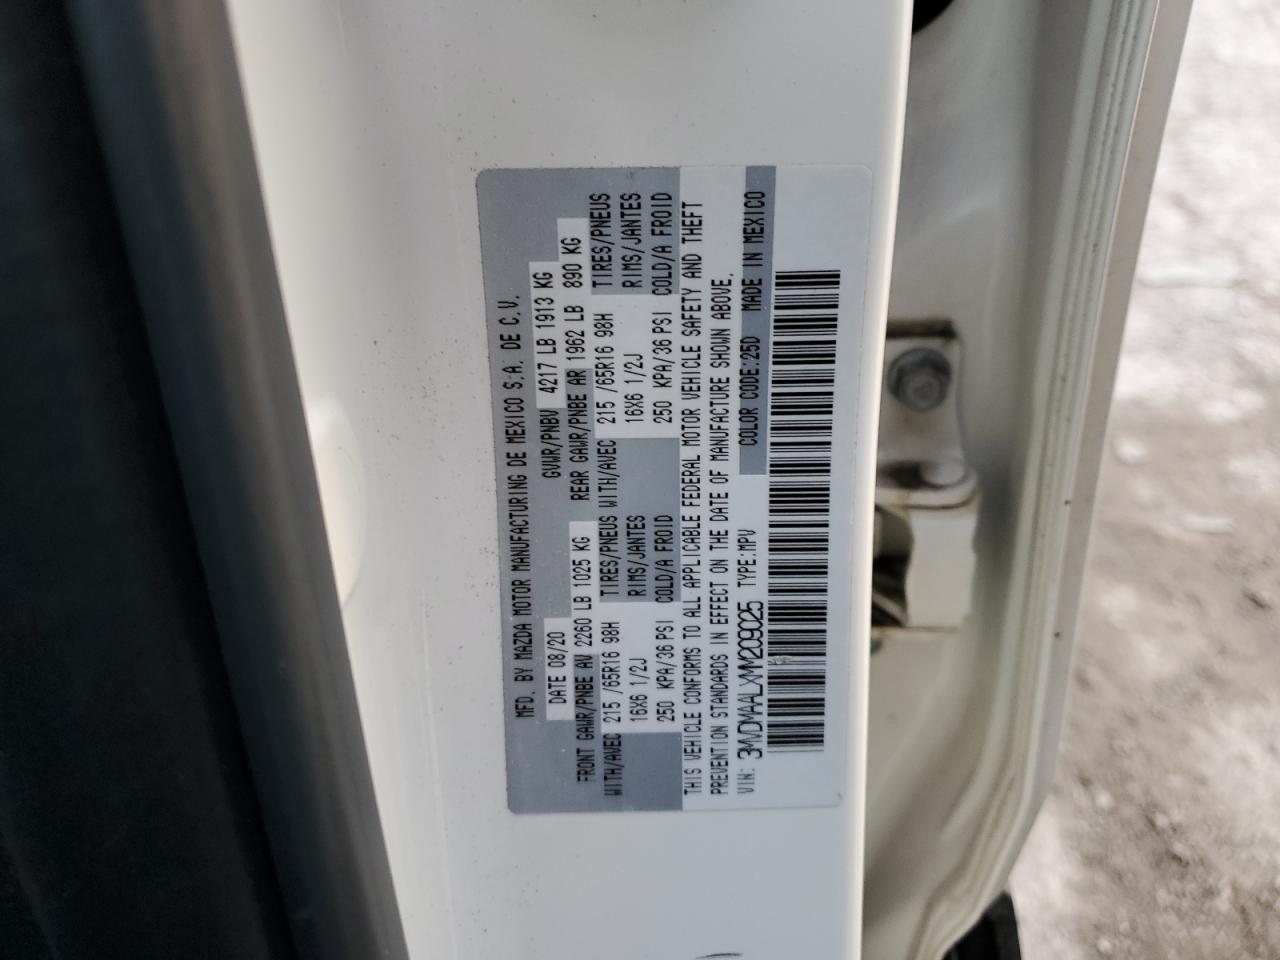 MFD. BY MAZDA MOTOR MANUFACTURING DE MEXICO S.A. DE C.V.
DATE 08/20 GVWR/PNBV 4217 LB 1913 KG
FRONT GAWR/PNBE AV 2260 LB 1025 KG REAR GAWR/PNBE AR 1962 LB 890 KG
WITH/AVEC 215 /65R16 98H TIRES/PNEUS WITH/AVEC 215 /65R16 98H TIRES/PNEUS
16X6 1/2J RIMS/JANTES 16X6 1/2J RIMS/JANTES
250 KPA/36 PSI COLD/A FROID 250 KPA/36 PSI COLD/A FROID
THIS VEHICLE CONFORMS TO ALL APPLICABLE FEDERAL MOTOR VEHICLE SAFETY AND THEFT
PREVENTION STANDARDS IN EFFECT ON THE DATE OF MANUFACTURE SHOWN ABOVE.
VIN: 3MVDMAALXMM209025 TYPE:MPV COLOR CODE:25D MADE IN MEXICO